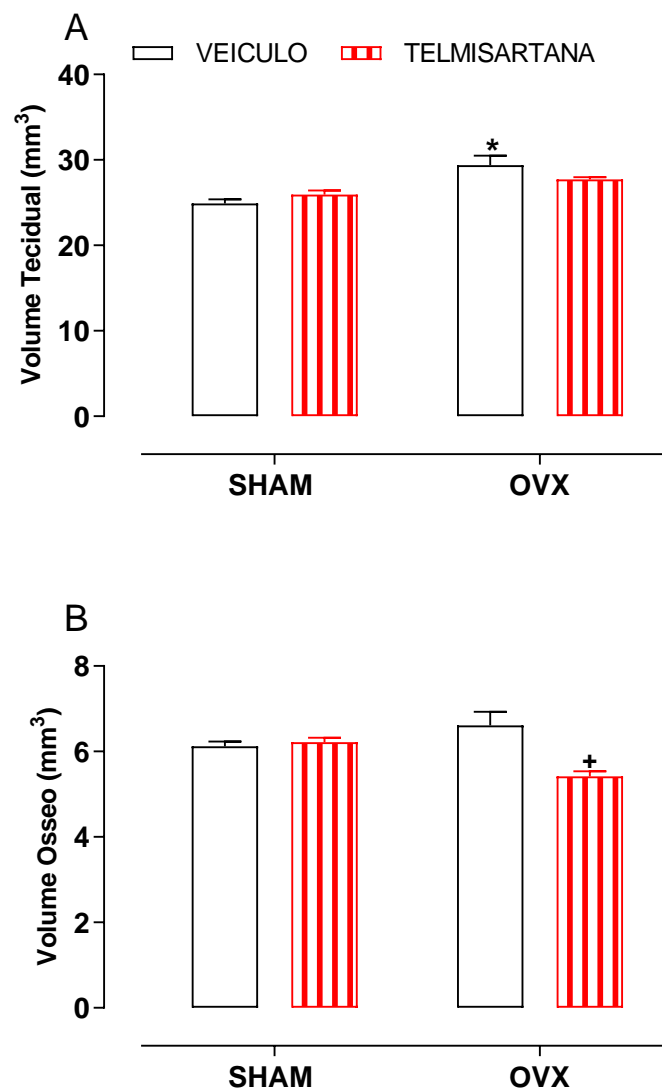 A
VEICULO TELMISARTANA
Volume Tecidual (mm³)
40
30
20
10
0
*
SHAM OVX
B
Volume Osseo (mm³)
8
6
4
2
0
+
SHAM OVX